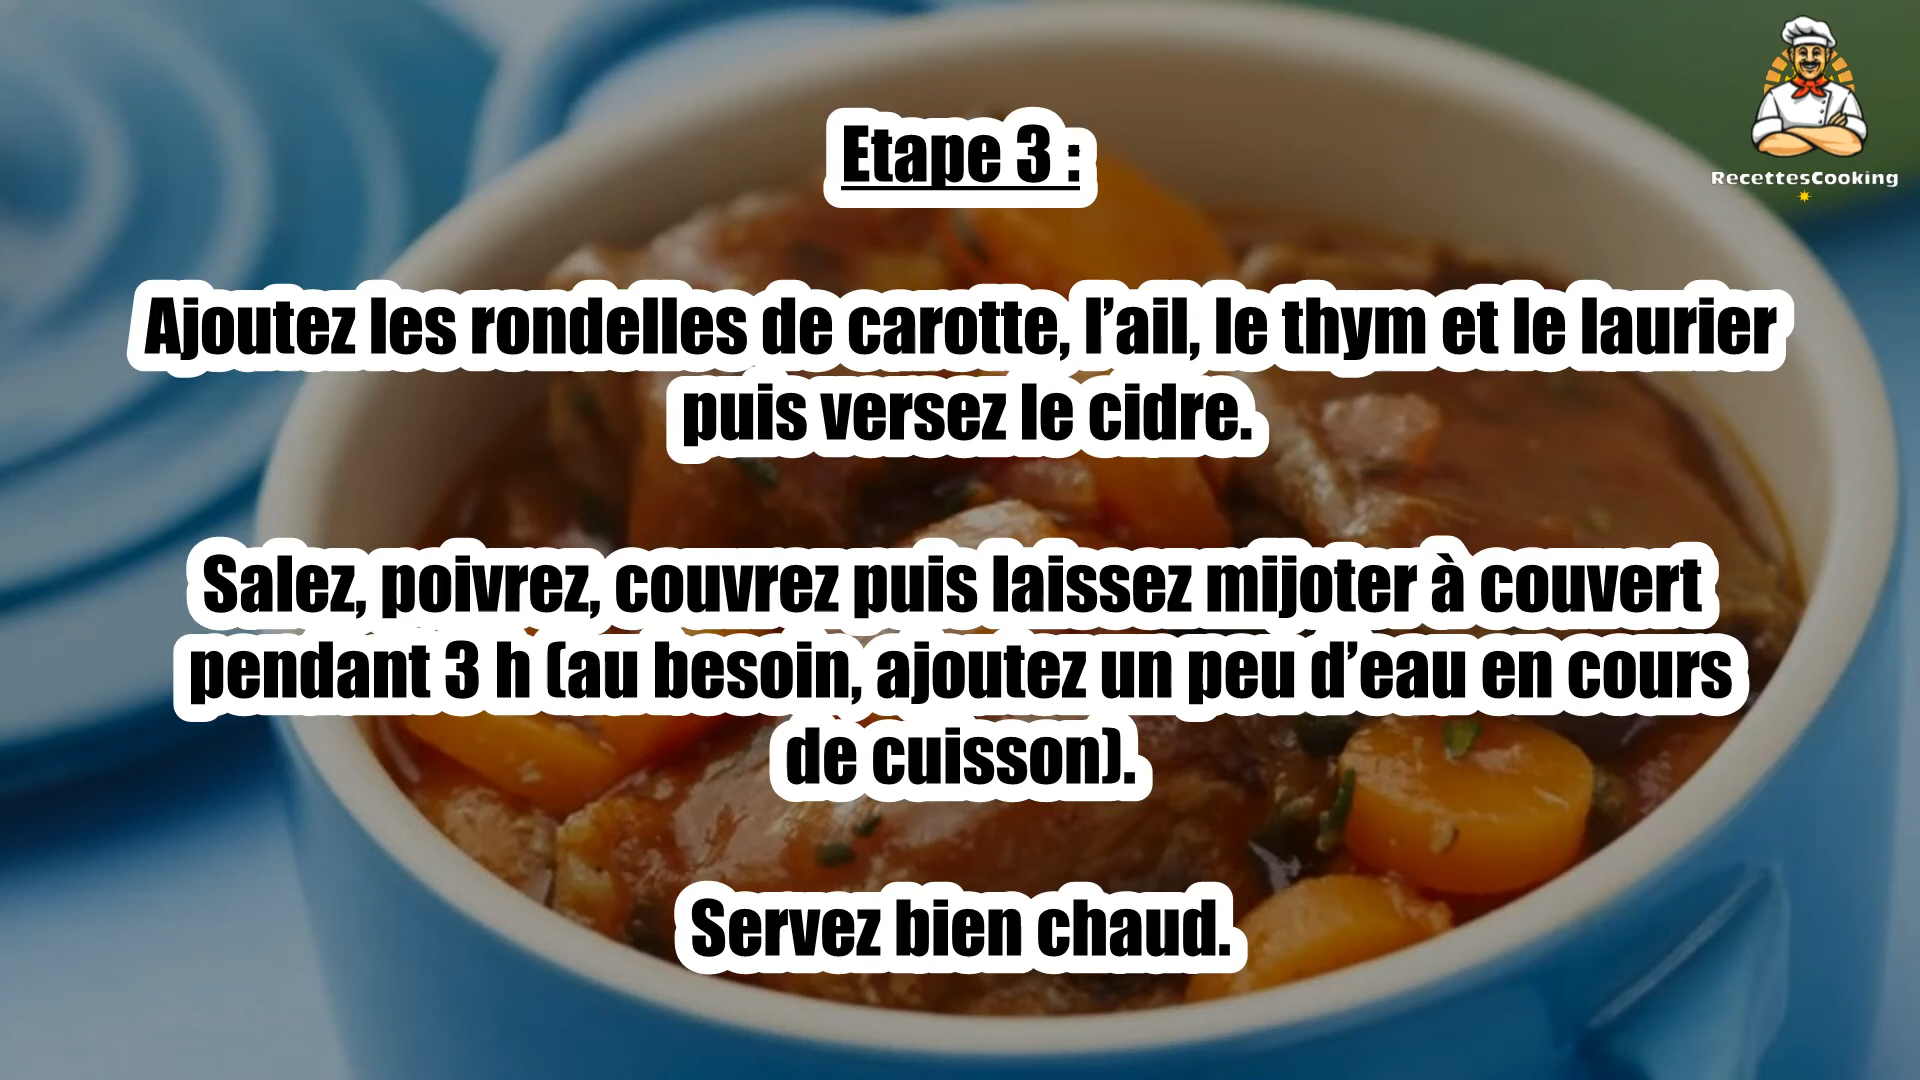 RecettesCooking
Etape 3 :
Ajoutez les rondelles de carotte, l’ail, le thym et le laurier
puis versez le cidre.
Salez, poivrez, couvrez puis laissez mijoter à couvert
pendant 3 h (au besoin, ajoutez un peu d’eau en cours
de cuisson).
Servez bien chaud.